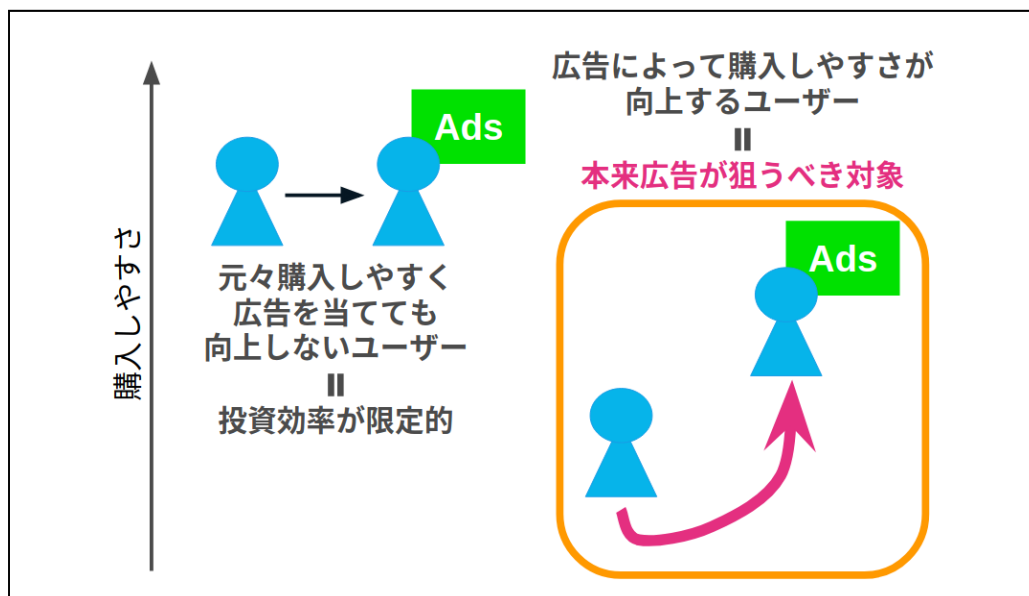 購入しやすさ
Ads
元々購入しやすく
広告を当てても
向上しないユーザー
=
投資効率が限定的
広告によって購入しやすさが
向上するユーザー
=
本来広告が狙うべき対象
Ads